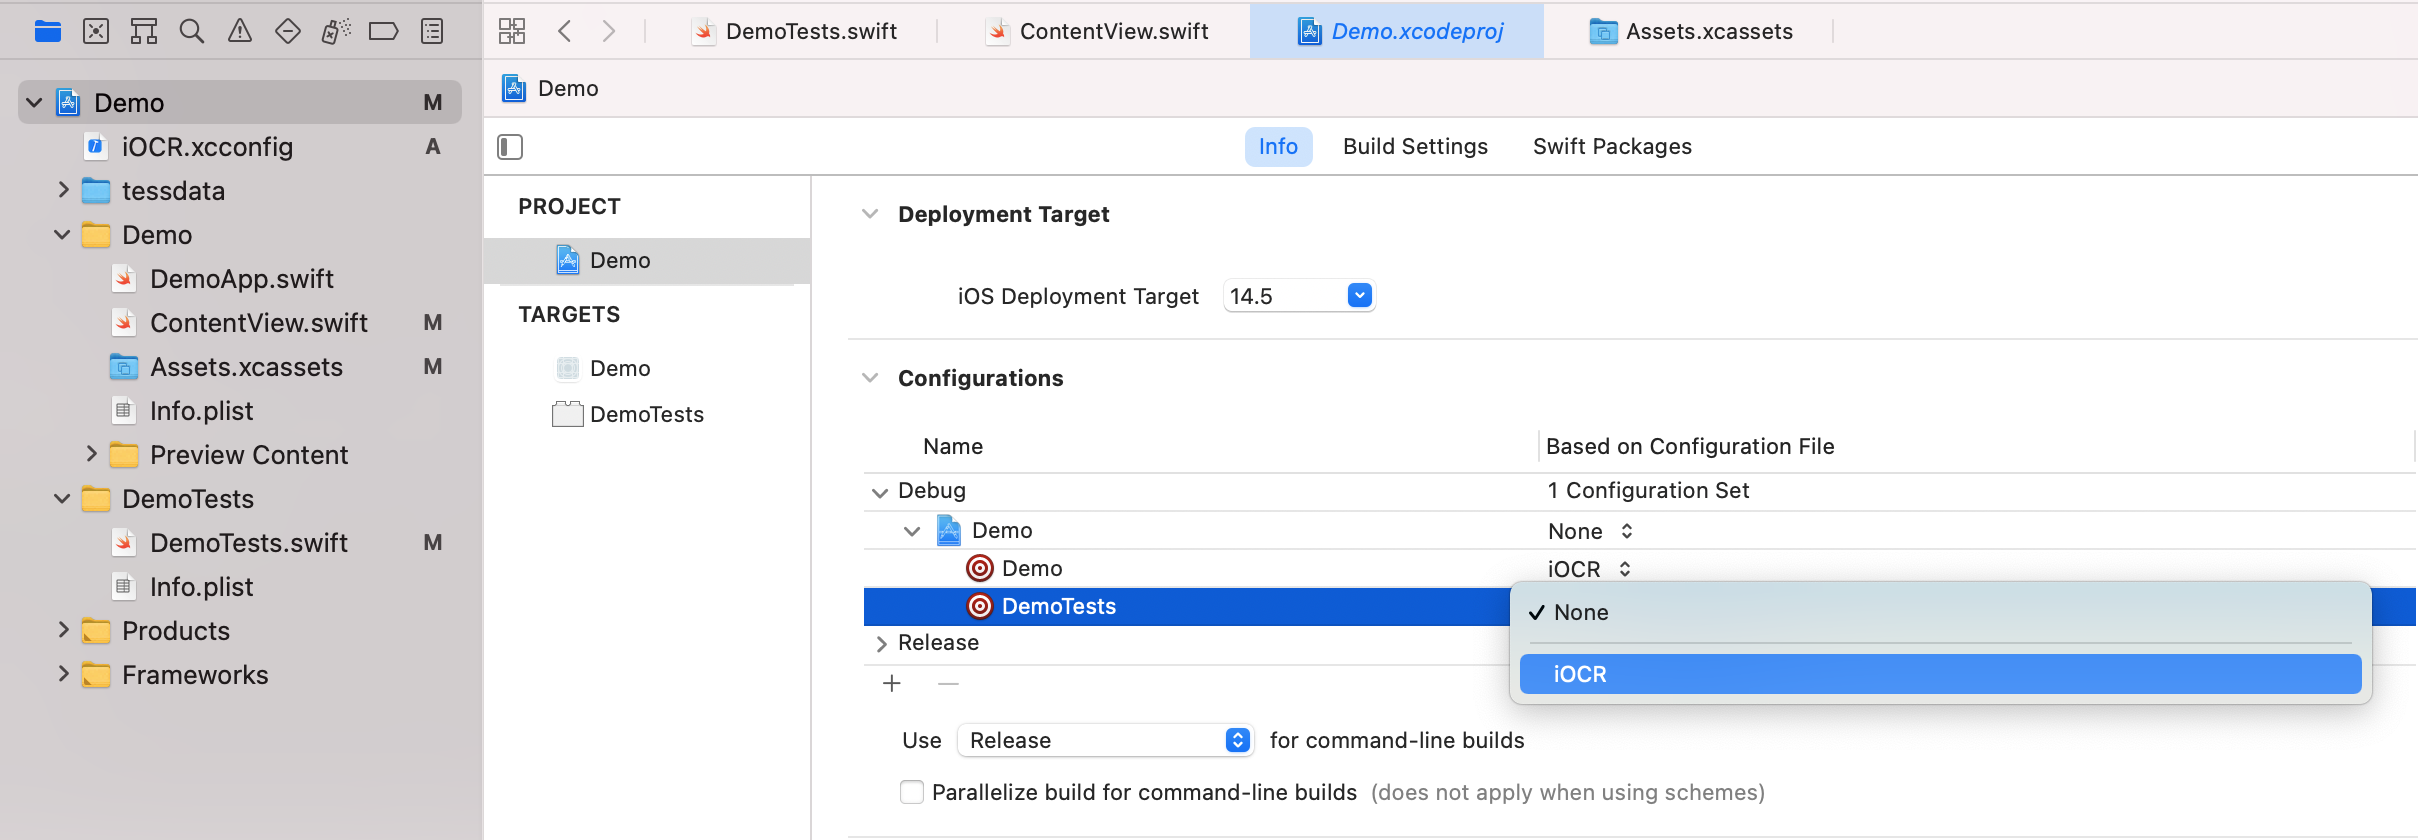 DemoTests.swift
ContentView.swift
Demo.xcodeproj
Assets.xcassets
Demo M
iOCR.xcconfig A
tessdata
Demo
DemoApp.swift
ContentView.swift M
Assets.xcassets M
Info.plist
Preview Content
DemoTests
DemoTests.swift M
Info.plist
Products
Frameworks
Demo
Info Build Settings Swift Packages
PROJECT
Demo
TARGETS
Demo
DemoTests
Deployment Target
iOS Deployment Target 14.5
Configurations
Name Based on Configuration File
Debug 1 Configuration Set
Demo None
Demo iOCR
DemoTests
None
iOCR
Release
Use Release for command-line builds
Parallelize build for command-line builds (does not apply when using schemes)